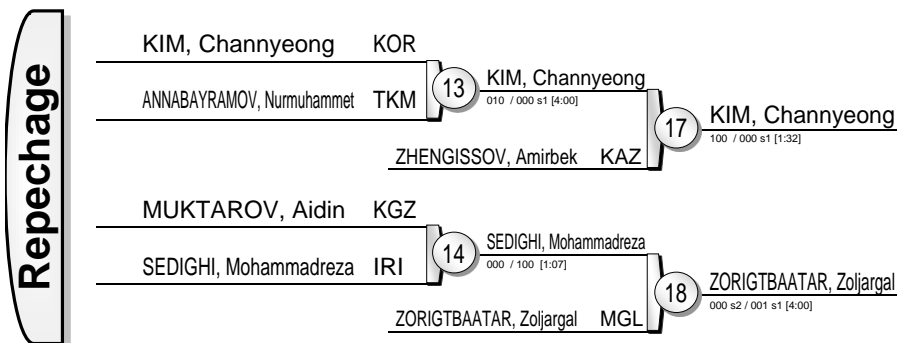 Repechage
KIM, Channyeong KOR
ANNABAYRAMOV, Nurmuhammet TKM
13
KIM, Channyeong
010 / 000 s1 [4:00]
ZHENGISSOV, Amirbek KAZ
17
KIM, Channyeong
100 / 000 s1 [1:32]
MUKTAROV, Aidin KGZ
SEDIGHI, Mohammadreza IRI
14
SEDIGHI, Mohammadreza
000 / 100 [1:07]
ZORIGTBAATAR, Zoljargal MGL
18
ZORIGTBAATAR, Zoljargal
000 s2 / 001 s1 [4:00]